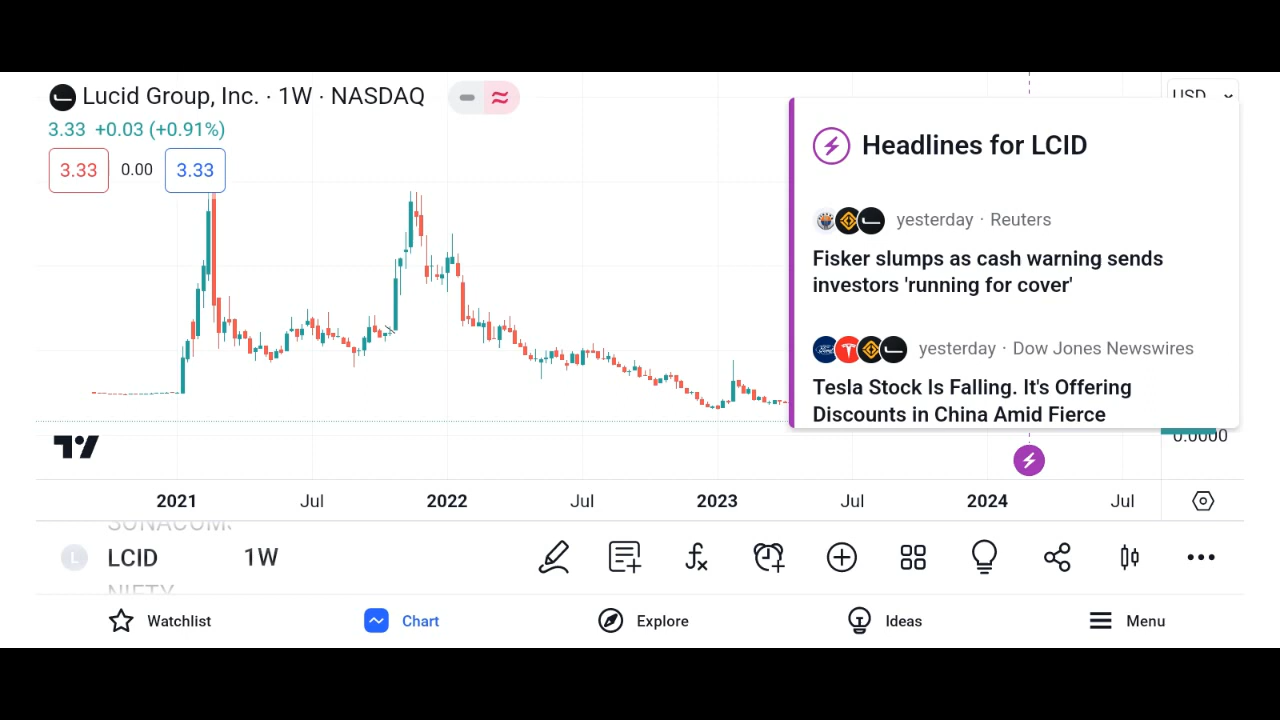 Lucid Group, Inc. · 1W · NASDAQ
USD
3.33 +0.03 (+0.91%)
3.33 0.00 3.33
Headlines for LCID
yesterday · Reuters
Fisker slumps as cash warning sends
investors 'running for cover'
yesterday · Dow Jones Newswires
Tesla Stock Is Falling. It's Offering
Discounts in China Amid Fierce
0.0000
2021 Jul 2022 Jul 2023 Jul 2024 Jul
L LCID 1W
NIFTY
Watchlist Chart Explore Ideas Menu